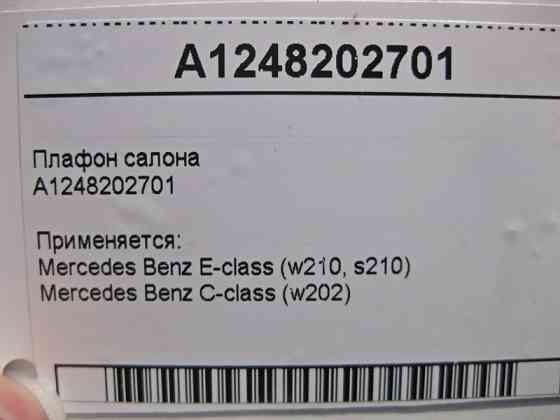 A1248202701
Плафон салона
A1248202701
Применяется:
Mercedes Benz E-class (w210, s210)
Mercedes Benz C-class (w202)